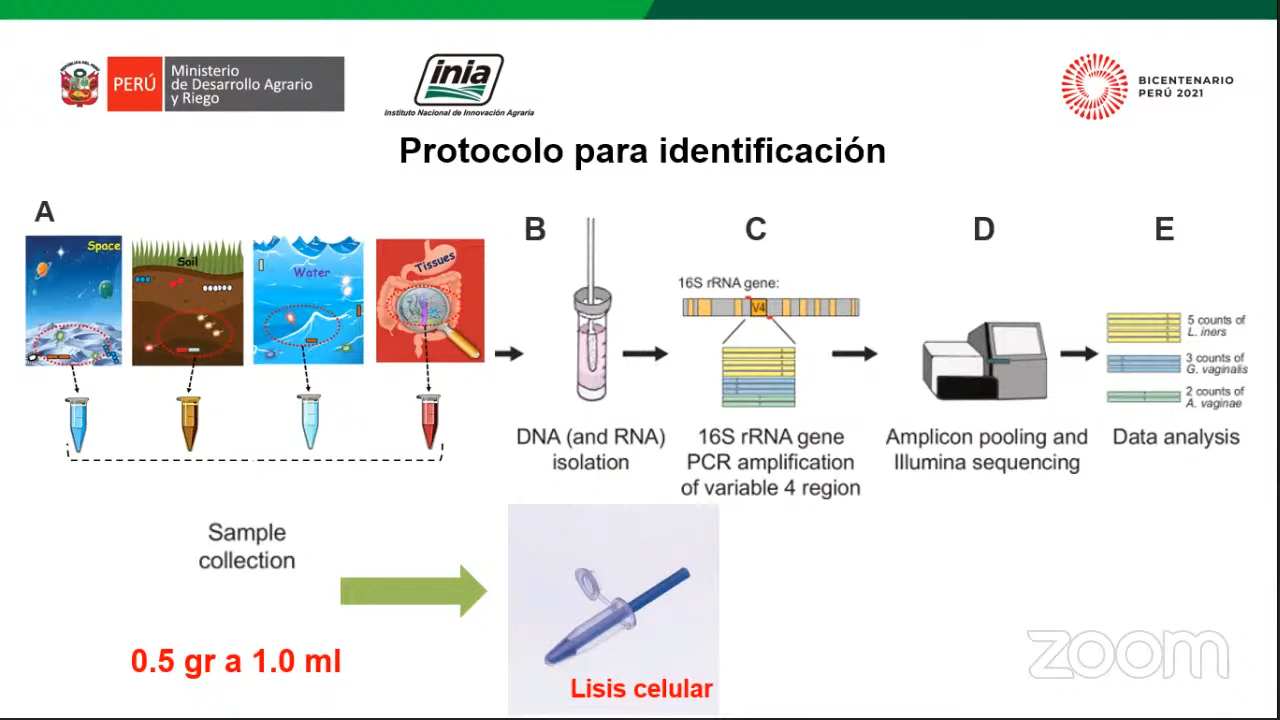 REPÚBLICA DEL PERÚ
PERÚ
Ministerio
de Desarrollo Agrario
y Riego
inia
Instituto Nacional de Innovación Agraria
BICENTENARIO
PERÚ 2021
Protocolo para identificación
A
Space
Soil
Water
Tissues
B
C
D
E
16S rRNA gene:
V4
5 counts of
L. iners
3 counts of
G. vaginalis
2 counts of
A. vaginae
DNA (and RNA)
isolation
16S rRNA gene
PCR amplification
of variable 4 region
Amplicon pooling and
Illumina sequencing
Data analysis
Sample
collection
0.5 gr a 1.0 ml
Lisis celular
zoom